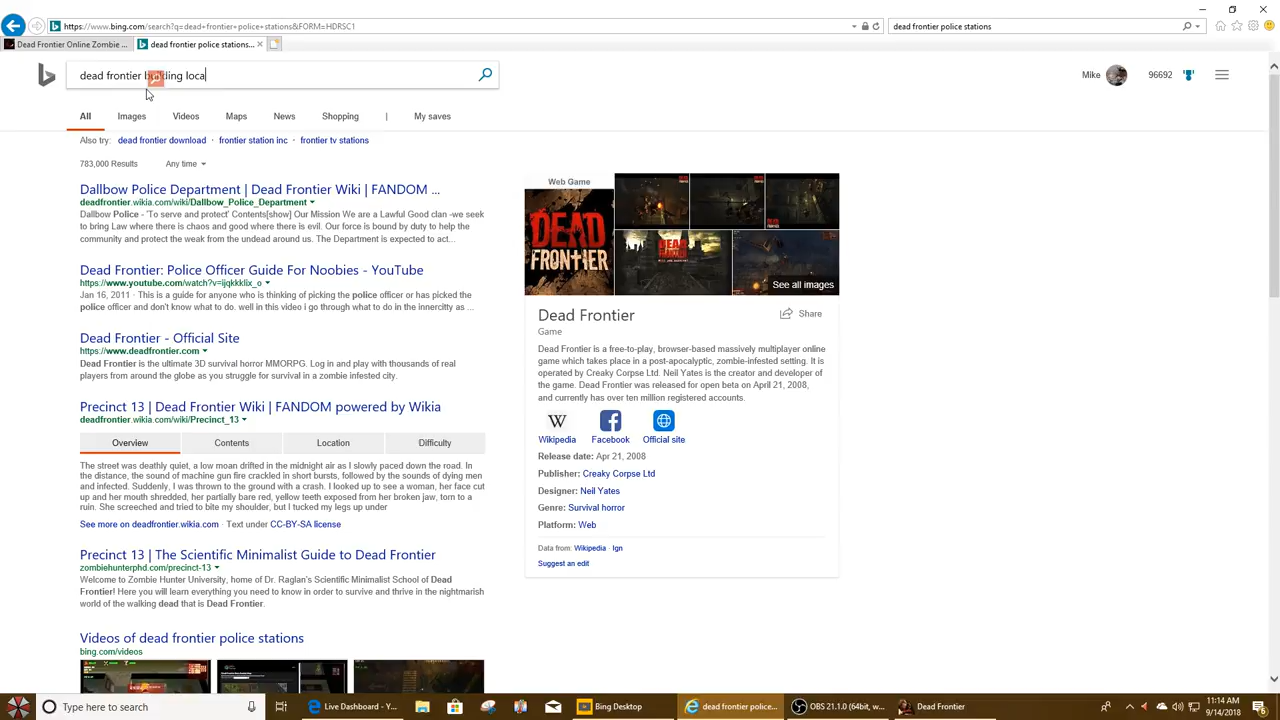 https://www.bing.com/search?q=dead+frontier+police+stations&FORM=HDRSC1
dead frontier police stations
Dead Frontier Online Zombie ...
dead frontier police stations...
dead frontier building loca
Mike
96692
All
Images
Videos
Maps
News
Shopping
|
My saves
Also try: dead frontier download · frontier station inc · frontier tv stations
783,000 Results
Any time
Dallbow Police Department | Dead Frontier Wiki | FANDOM ...
deadfrontier.wikia.com/wiki/Dallbow_Police_Department
Dallbow Police - 'To serve and protect' Contents[show] Our Mission We are a Lawful Good clan -we seek
to bring Law where there is chaos and good where there is evil. Our force is bound by duty to help the
community and protect the weak from the undead around us. The Department is expected to act...
Dead Frontier: Police Officer Guide For Noobies - YouTube
https://www.youtube.com/watch?v=ijqkkklix_o
Jan 16, 2011 · This is a guide for anyone who is thinking of picking the police officer or has picked the
police officer and don't know what to do. well in this video i go through what to do in the innercity as ...
Dead Frontier - Official Site
https://www.deadfrontier.com
Dead Frontier is the ultimate 3D survival horror MMORPG. Log in and play with thousands of real
players from around the globe as you struggle for survival in a zombie infested city.
Precinct 13 | Dead Frontier Wiki | FANDOM powered by Wikia
deadfrontier.wikia.com/wiki/Precinct_13
Overview
Contents
Location
Difficulty
The street was deathly quiet, a low moan drifted in the midnight air as I slowly paced down the road. In
the distance, the sound of machine gun fire crackled in short bursts, followed by the sounds of dying men
and infected. Suddenly, I was thrown to the ground with a crash. I looked up to see a woman, her face cut
up and her mouth shredded, her partially bare red, yellow teeth exposed from her broken jaw, torn to a
ruin. She screeched and tried to bite my shoulder, but I tucked my legs up under
See more on deadfrontier.wikia.com · Text under CC-BY-SA license
Precinct 13 | The Scientific Minimalist Guide to Dead Frontier
zombiehunterphd.com/precinct-13
Welcome to Zombie Hunter University, home of Dr. Raglan's Scientific Minimalist School of Dead
Frontier! Here you will learn everything you need to know in order to survive and thrive in the nightmarish
world of the walking dead that is Dead Frontier.
Videos of dead frontier police stations
bing.com/videos
Web Game
DEAD
FRONTIER
See all images
Dead Frontier
Share
Game
Dead Frontier is a free-to-play, browser-based massively multiplayer online
game which takes place in a post-apocalyptic, zombie-infested setting. It is
operated by Creaky Corpse Ltd. Neil Yates is the creator and developer of
the game. Dead Frontier was released for open beta on April 21, 2008,
and currently has over ten million registered accounts.
W
Wikipedia
Facebook
Official site
Release date: Apr 21, 2008
Publisher: Creaky Corpse Ltd
Designer: Neil Yates
Genre: Survival horror
Platform: Web
Data from: Wikipedia · Ign
Suggest an edit
Type here to search
Live Dashboard - Y...
Bing Desktop
dead frontier police...
OBS 21.1.0 (64bit, w...
Dead Frontier
11:14 AM
9/14/2018